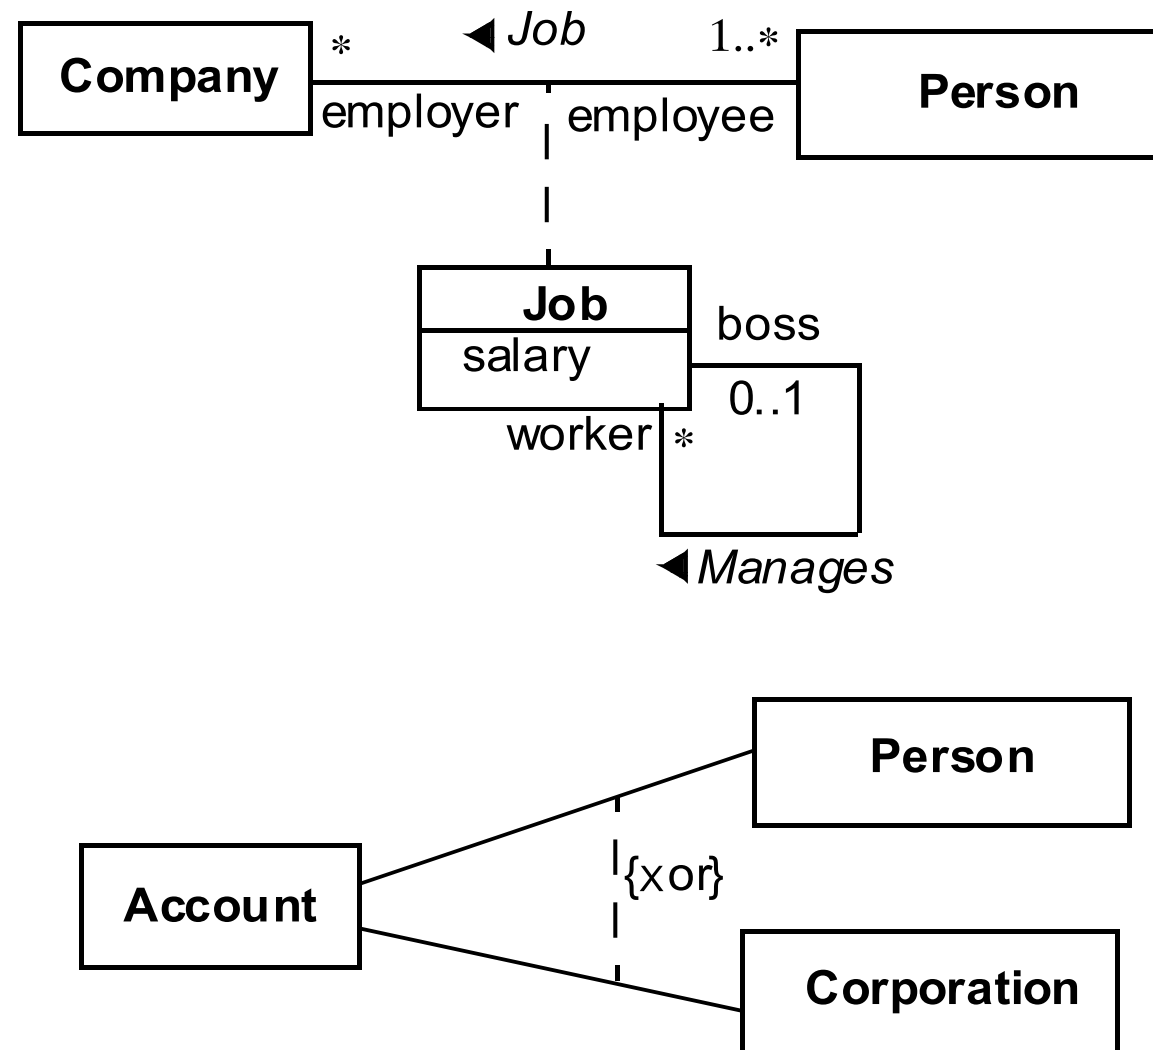 * ◀ Job 1..*
Company
Person
employer employee
Job
boss
salary
0..1
worker *
◀ Manages
Person
{xor}
Account
Corporation